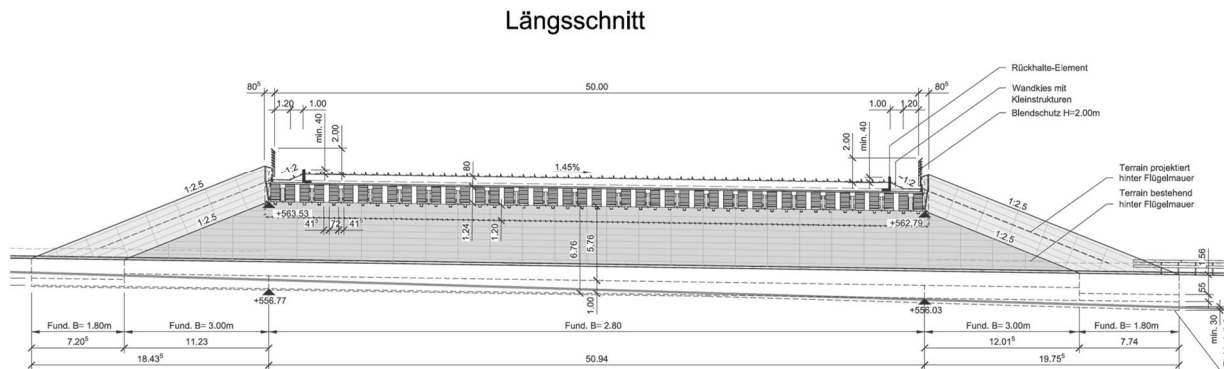 Längsschnitt
Rückhalte-Element
Wandkies mit
Kleinstrukturen
Blendschutz H=2.00m
80⁵
50.00
80⁵
1.20
1.00
min. 40
2.00
1.00
1.20
2.00
min. 40
~1:2
80
1.45%
~1:2
Terrain projektiert
hinter Flügelmauer
Terrain bestehend
hinter Flügelmauer
1:2.5
1:2.5
1:2.5
1:2.5
+563.53
+562.79
41⁵
72
41⁵
1.24
1.20
6.76
5.76
1.00
1.56
55
min. 30
+556.77
+556.03
Fund. B= 1.80m
Fund. B= 3.00m
Fund. B= 2.80
Fund. B= 3.00m
Fund. B= 1.80m
7.20⁵
11.23
12.01⁵
7.74
18.43⁵
50.94
19.75⁵